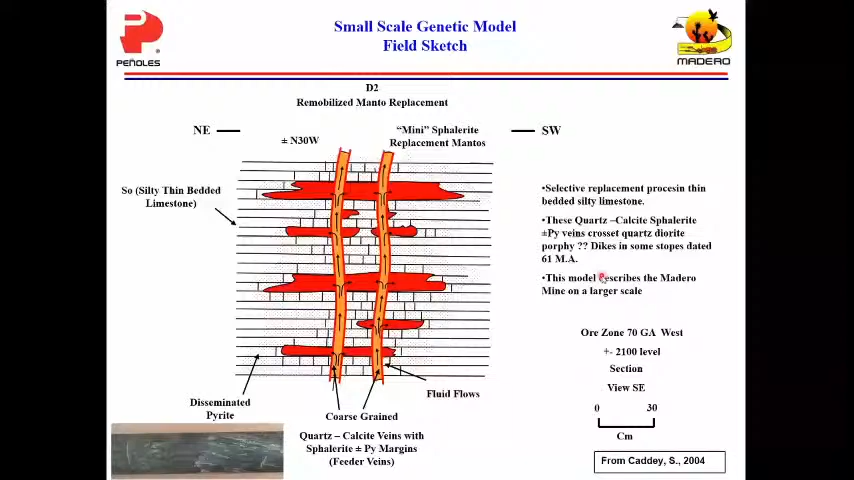 Small Scale Genetic Model
Field Sketch
PEÑOLES
MADERO
D2
Remobilized Manto Replacement
NE
SW
± N30W
“Mini” Sphalerite
Replacement Mantos
So (Silty Thin Bedded
Limestone)
•Selective replacement procesin thin
bedded silty limestone.
•These Quartz –Calcite Sphalerite
±Py veins crosset quartz diorite
porphy ?? Dikes in some stopes dated
61 M.A.
•This model describes the Madero
Mine on a larger scale
Ore Zone 70 GA West
+- 2100 level
Section
View SE
0 30
Cm
Fluid Flows
Disseminated
Pyrite
Coarse Grained
Quartz – Calcite Veins with
Sphalerite ± Py Margins
(Feeder Veins)
From Caddey, S., 2004